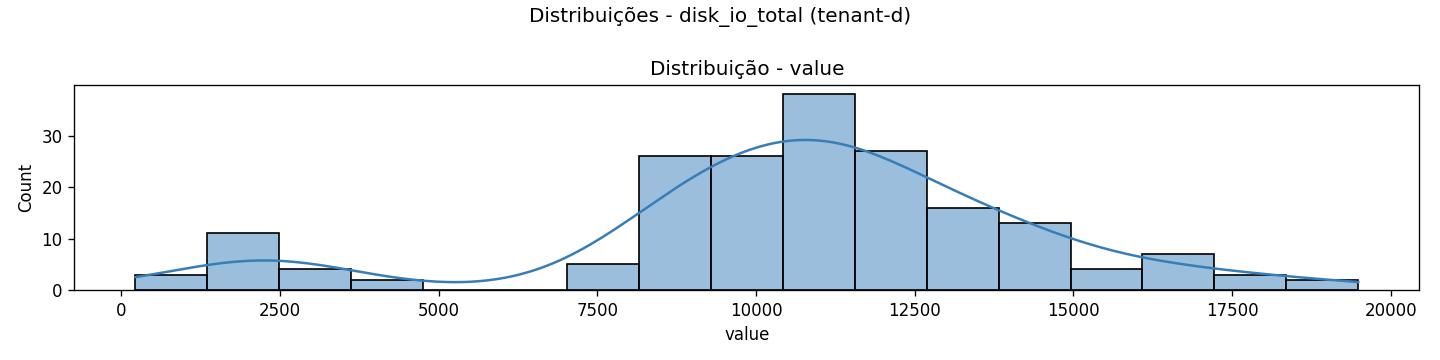 Distribuições - disk_io_total (tenant-d)
Distribuição - value
Count
30
20
10
0
0 2500 5000 7500 10000 12500 15000 17500 20000
value